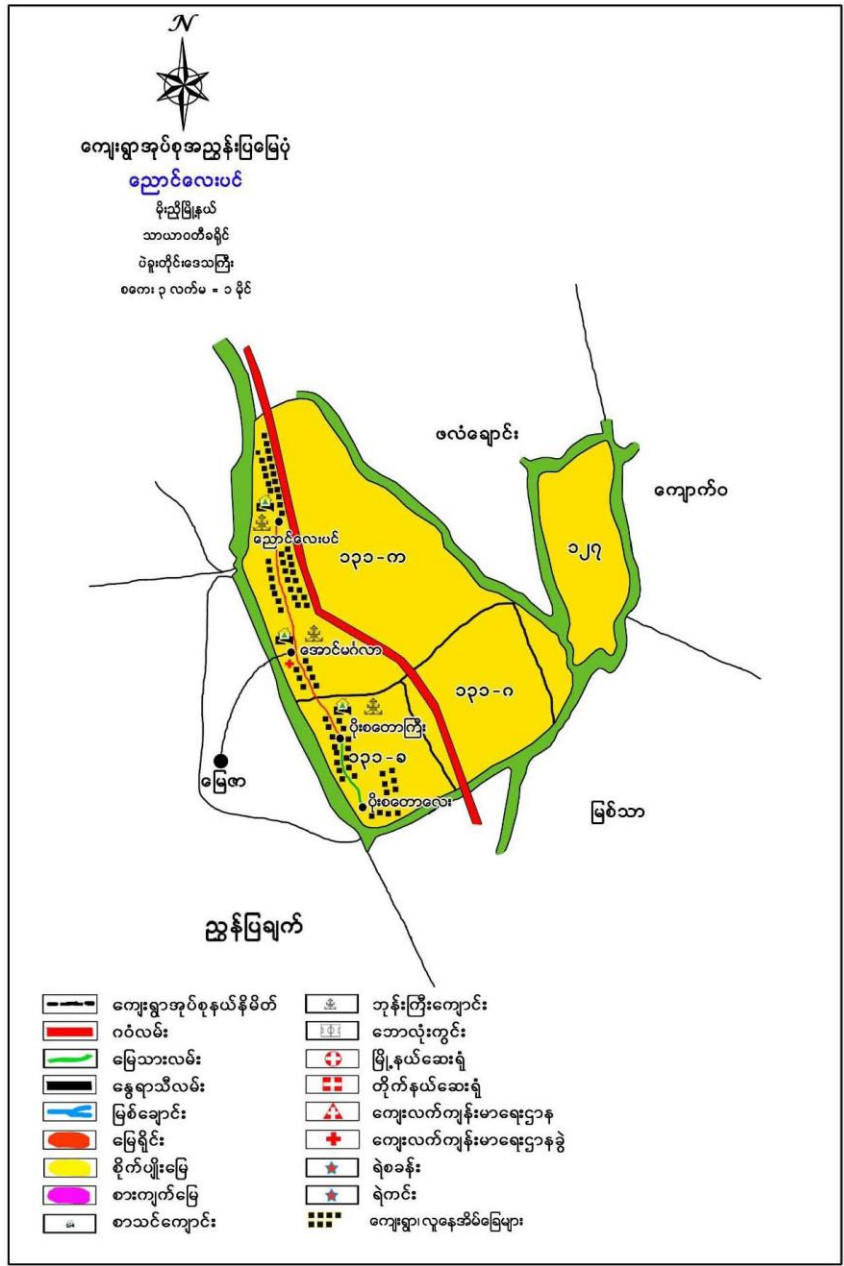 N
ကျေးရွာအုပ်စုအညွှန်းပြမြေပုံ
ညောင်လေးပင်
မိုးညိုမြို့နယ်
သာယာဝတီခရိုင်
ပဲခူးတိုင်းဒေသကြီး
စကေး ၃ လက်မ = ၁ မိုင်
ဖလံချောင်း
ကျောက်ဝ
ညောင်လေးပင်
၁၃၁-က
၁၂၇
အောင်မင်္ဂလာ
၁၃၁-ဂ
ပိုးစတောကြီး
၁၃၁-ခ
မြေဇာ
ပိုးစတောလေး
မြစ်သာ
ညွှန်ပြချက်
ကျေးရွာအုပ်စုနယ်နိမိတ်
ဂဝံလမ်း
မြေသားလမ်း
နွေရာသီလမ်း
မြစ်ချောင်း
မြေရိုင်း
စိုက်ပျိုးမြေ
စားကျက်မြေ
စာသင်ကျောင်း
ဘုန်းကြီးကျောင်း
ဘောလုံးကွင်း
မြို့နယ်ဆေးရုံ
တိုက်နယ်ဆေးရုံ
ကျေးလက်ကျန်းမာရေးဌာန
ကျေးလက်ကျန်းမာရေးဌာနခွဲ
ရဲစခန်း
ရဲကင်း
ကျေးရွာ၊လူနေအိမ်ခြေများ